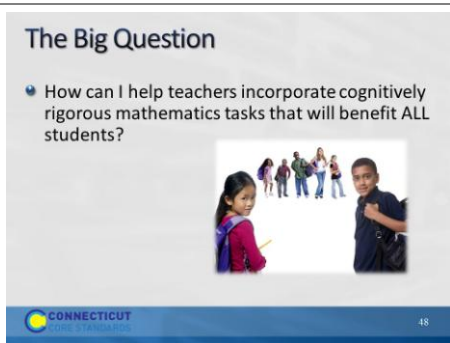 The Big Question
How can I help teachers incorporate cognitively
rigorous mathematics tasks that will benefit ALL
students?
CONNECTICUT
CORE STANDARDS
48